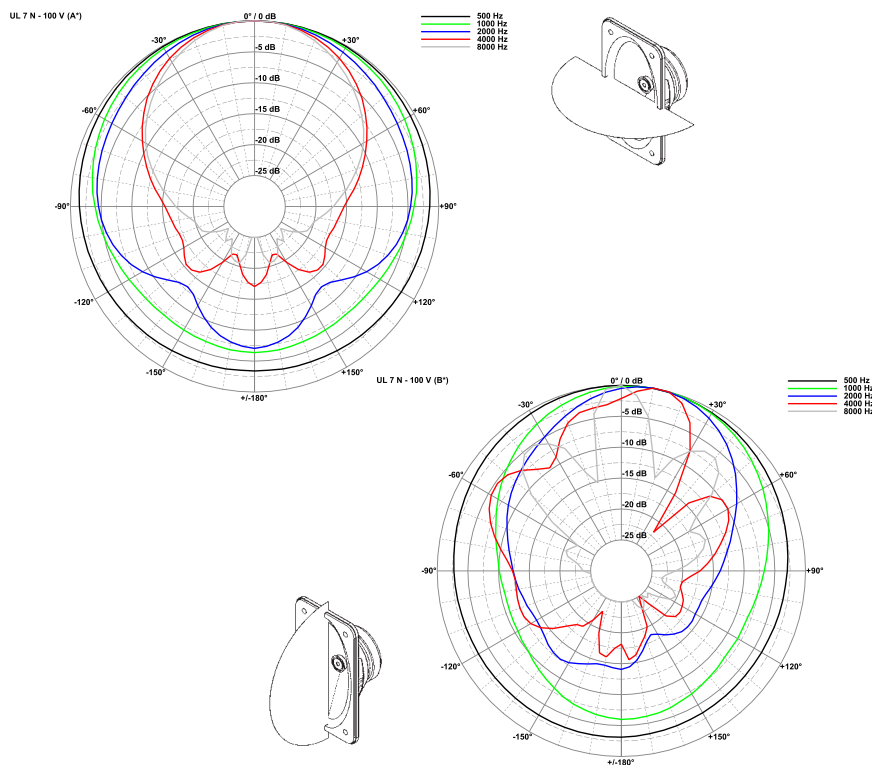 UL 7 N - 100 V (A°)
0° / 0 dB
500 Hz
1000 Hz
2000 Hz
4000 Hz
8000 Hz
-30°
+30°
-5 dB
-10 dB
-60°
+60°
-15 dB
-20 dB
-25 dB
-90°
+90°
-120°
+120°
-150°
+150°
+/-180°
UL 7 N - 100 V (B°)
0° / 0 dB
500 Hz
1000 Hz
2000 Hz
4000 Hz
8000 Hz
-30°
+30°
-5 dB
-10 dB
-60°
+60°
-15 dB
-20 dB
-25 dB
-90°
+90°
-120°
+120°
-150°
+150°
+/-180°